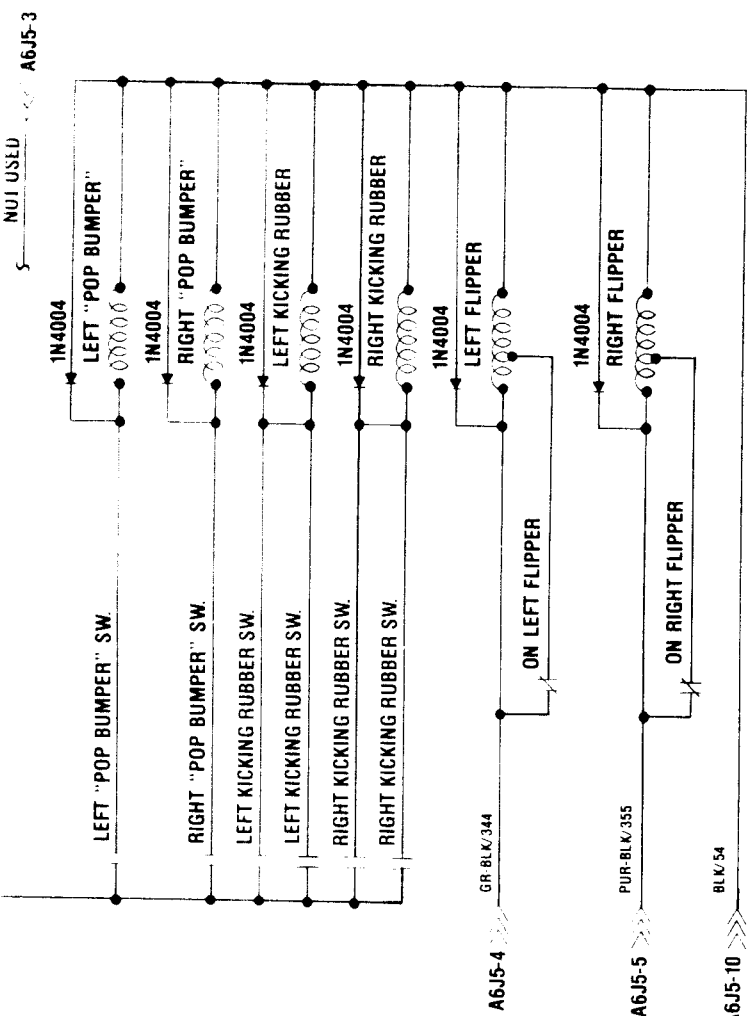 NOT USED
A6J5-3
1N4004
LEFT "POP BUMPER"
LEFT "POP BUMPER" SW.
1N4004
RIGHT "POP BUMPER"
RIGHT "POP BUMPER" SW.
1N4004
LEFT KICKING RUBBER
LEFT KICKING RUBBER SW.
LEFT KICKING RUBBER SW.
1N4004
RIGHT KICKING RUBBER
RIGHT KICKING RUBBER SW.
RIGHT KICKING RUBBER SW.
1N4004
LEFT FLIPPER
GR-BLK/344
A6J5-4
ON LEFT FLIPPER
1N4004
RIGHT FLIPPER
PUR-BLK/355
A6J5-5
ON RIGHT FLIPPER
BLK/54
A6J5-10